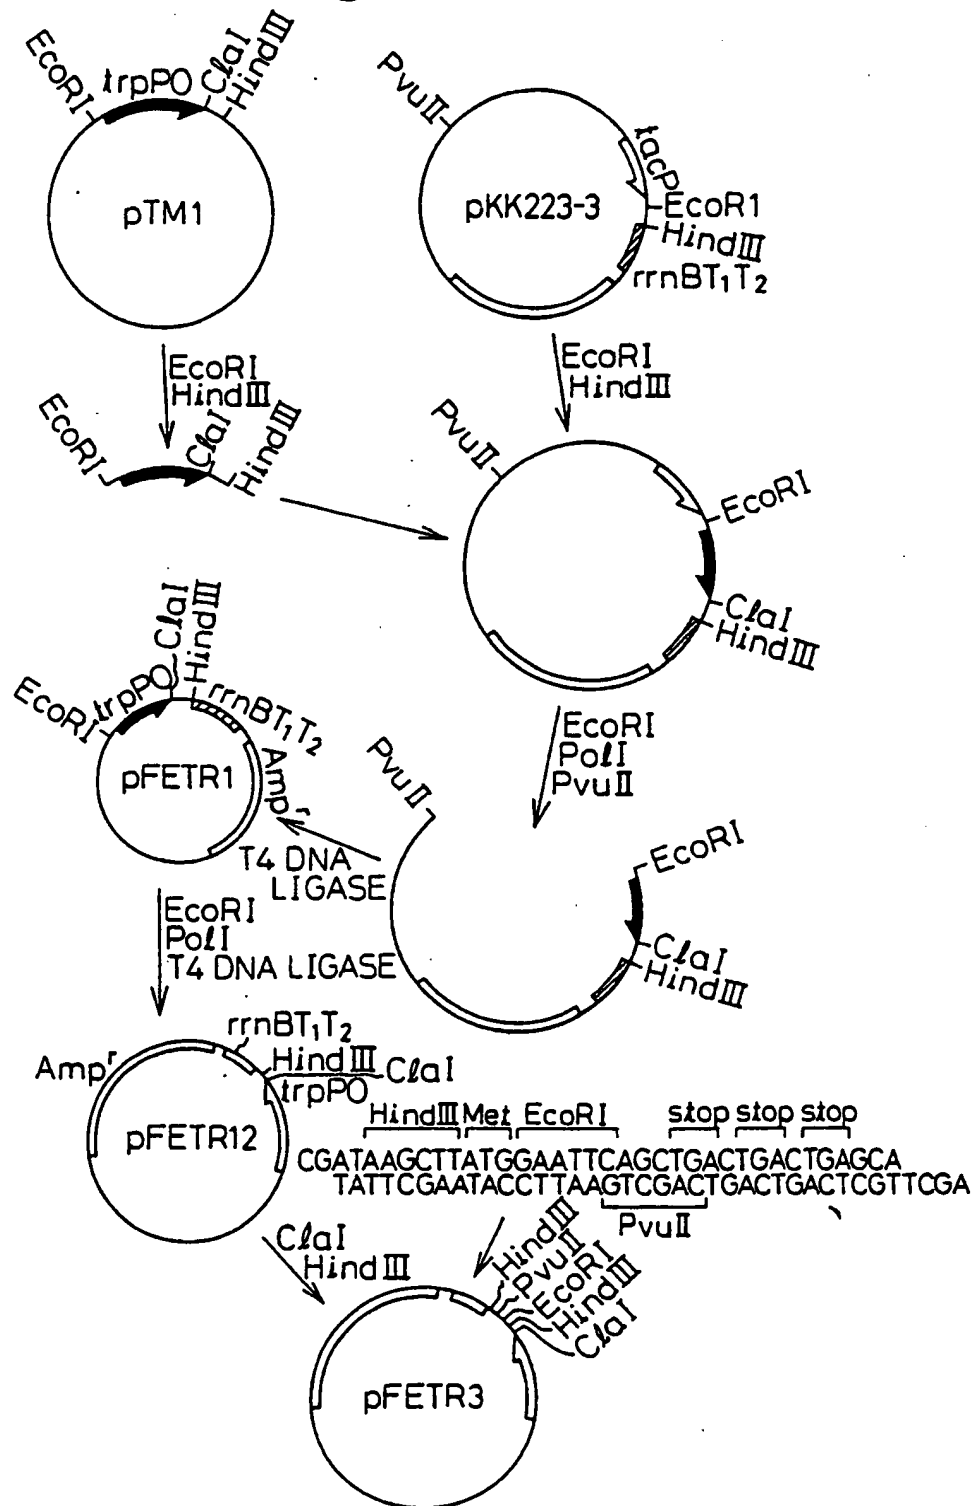 EcoRI
trpPO
ClaI
HindIII
pTM1
PvuII
tacP
pKK223-3
EcoR1
HindIII
rrnBT₁T₂
EcoRI
HindIII
EcoRI
HindIII
EcoRI
ClaI
HindIII
PvuII
EcoRI
ClaI
HindIII
EcoRI
PolI
PvuII
EcoRI
trpPO
ClaI
HindIII
rrnBT₁T₂
Ampʳ
pFETR1
PvuII
EcoRI
ClaI
HindIII
T4 DNA
LIGASE
EcoRI
PolI
T4 DNA LIGASE
Ampʳ
rrnBT₁T₂
HindIII
ClaI
trpPO
pFETR12
HindIII Met EcoRI stop stop stop
CGATAAGCTTATGGAATTCAGCTGACTGACTGAGCA
TATTCGAATACCTTAAGTCGACTGACTGACTCGTTCGA
PvuII
ClaI
HindIII
HindIII
PvuII
EcoRI
HindIII
ClaI
pFETR3